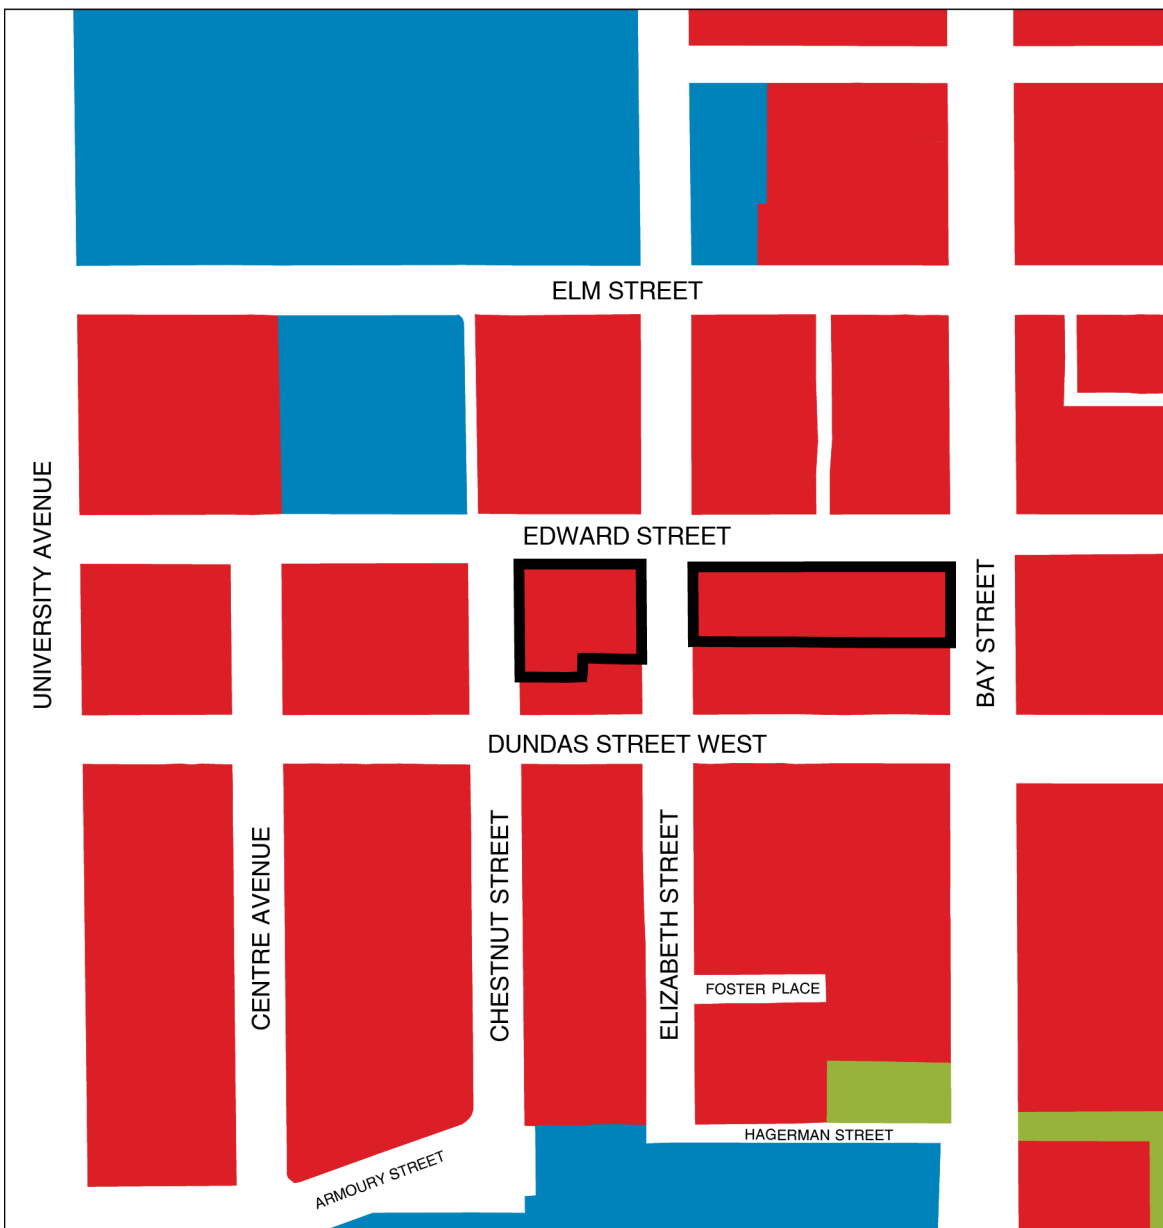 ELM STREET
EDWARD STREET
UNIVERSITY AVENUE
BAY STREET
DUNDAS STREET WEST
CENTRE AVENUE
CHESTNUT STREET
ELIZABETH STREET
FOSTER PLACE
HAGERMAN STREET
ARMOURY STREET